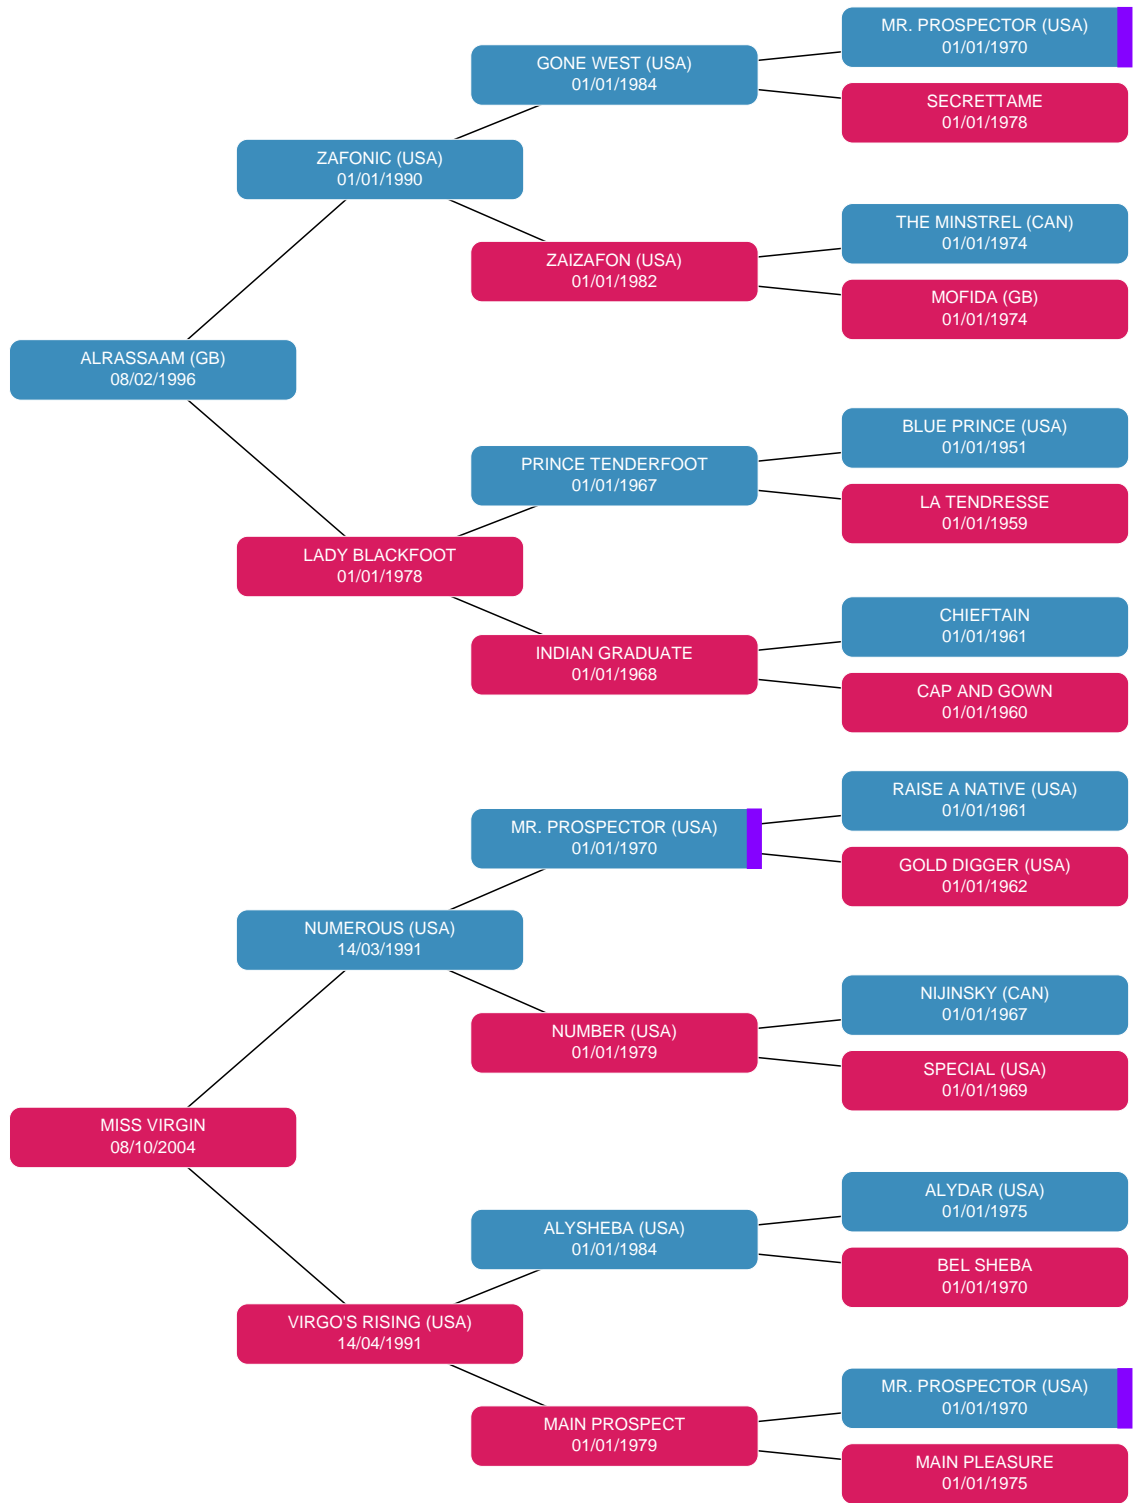 MR. PROSPECTOR (USA)
01/01/1970
GONE WEST (USA)
01/01/1984
SECRETTAME
01/01/1978
ZAFONIC (USA)
01/01/1990
THE MINSTREL (CAN)
01/01/1974
ZAIZAFON (USA)
01/01/1982
MOFIDA (GB)
01/01/1974
ALRASSAAM (GB)
08/02/1996
BLUE PRINCE (USA)
01/01/1951
PRINCE TENDERFOOT
01/01/1967
LA TENDRESSE
01/01/1959
LADY BLACKFOOT
01/01/1978
CHIEFTAIN
01/01/1961
INDIAN GRADUATE
01/01/1968
CAP AND GOWN
01/01/1960
RAISE A NATIVE (USA)
01/01/1961
MR. PROSPECTOR (USA)
01/01/1970
GOLD DIGGER (USA)
01/01/1962
NUMEROUS (USA)
14/03/1991
NIJINSKY (CAN)
01/01/1967
NUMBER (USA)
01/01/1979
SPECIAL (USA)
01/01/1969
MISS VIRGIN
08/10/2004
ALYDAR (USA)
01/01/1975
ALYSHEBA (USA)
01/01/1984
BEL SHEBA
01/01/1970
VIRGO'S RISING (USA)
14/04/1991
MR. PROSPECTOR (USA)
01/01/1970
MAIN PROSPECT
01/01/1979
MAIN PLEASURE
01/01/1975